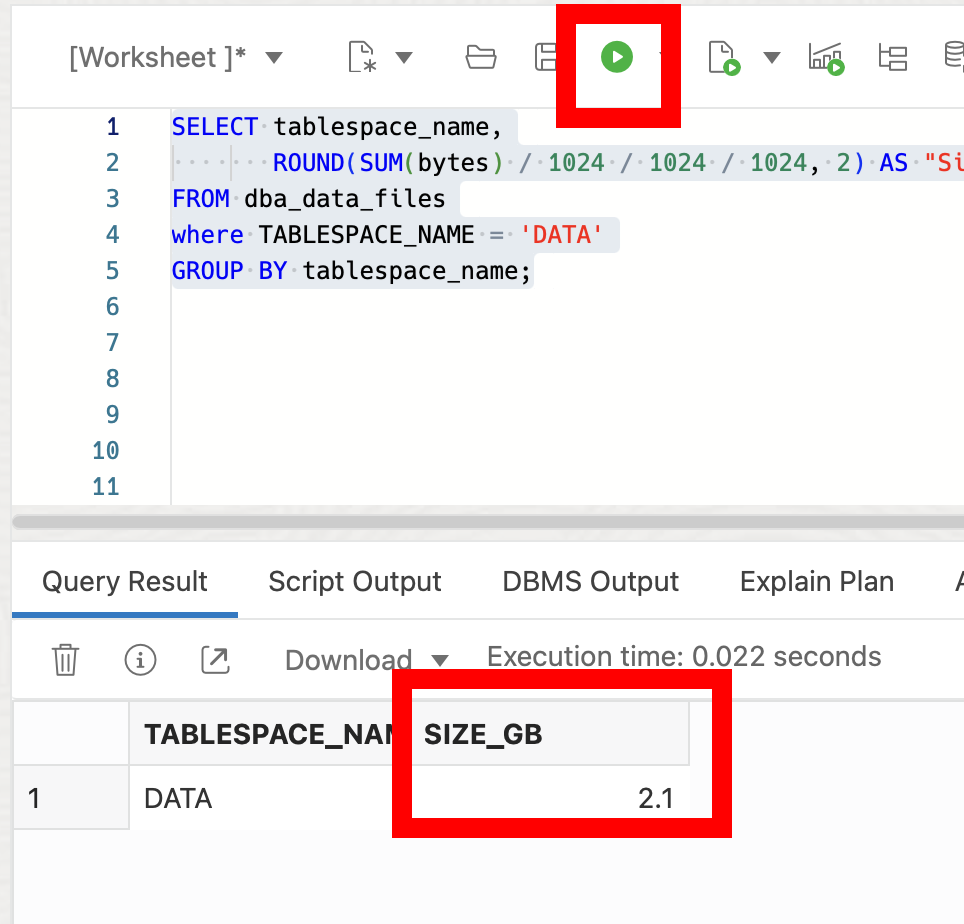 [Worksheet ]*
1 SELECT tablespace_name,
2 ROUND(SUM(bytes) / 1024 / 1024 / 1024, 2) AS "Si
3 FROM dba_data_files
4 where TABLESPACE_NAME = 'DATA'
5 GROUP BY tablespace_name;
6
7
8
9
10
11
Query Result Script Output DBMS Output Explain Plan
Download Execution time: 0.022 seconds
TABLESPACE_NAM SIZE_GB
1 DATA 2.1